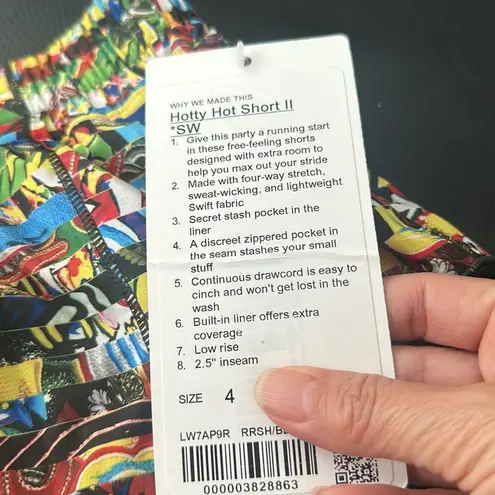 WHY WE MADE THIS
Hotty Hot Short II
*SW
1. Give this party a running start
in these free-feeling shorts
designed with extra room to
help you max out your stride
2. Made with four-way stretch,
sweat-wicking, and lightweight
Swift fabric
3. Secret stash pocket in the
liner
4. A discreet zippered pocket in
the seam stashes your small
stuff
5. Continuous drawcord is easy to
cinch and won't get lost in the
wash
6. Built-in liner offers extra
coverage
7. Low rise
8. 2.5" inseam
SIZE 4
LW7AP9R
000003828863